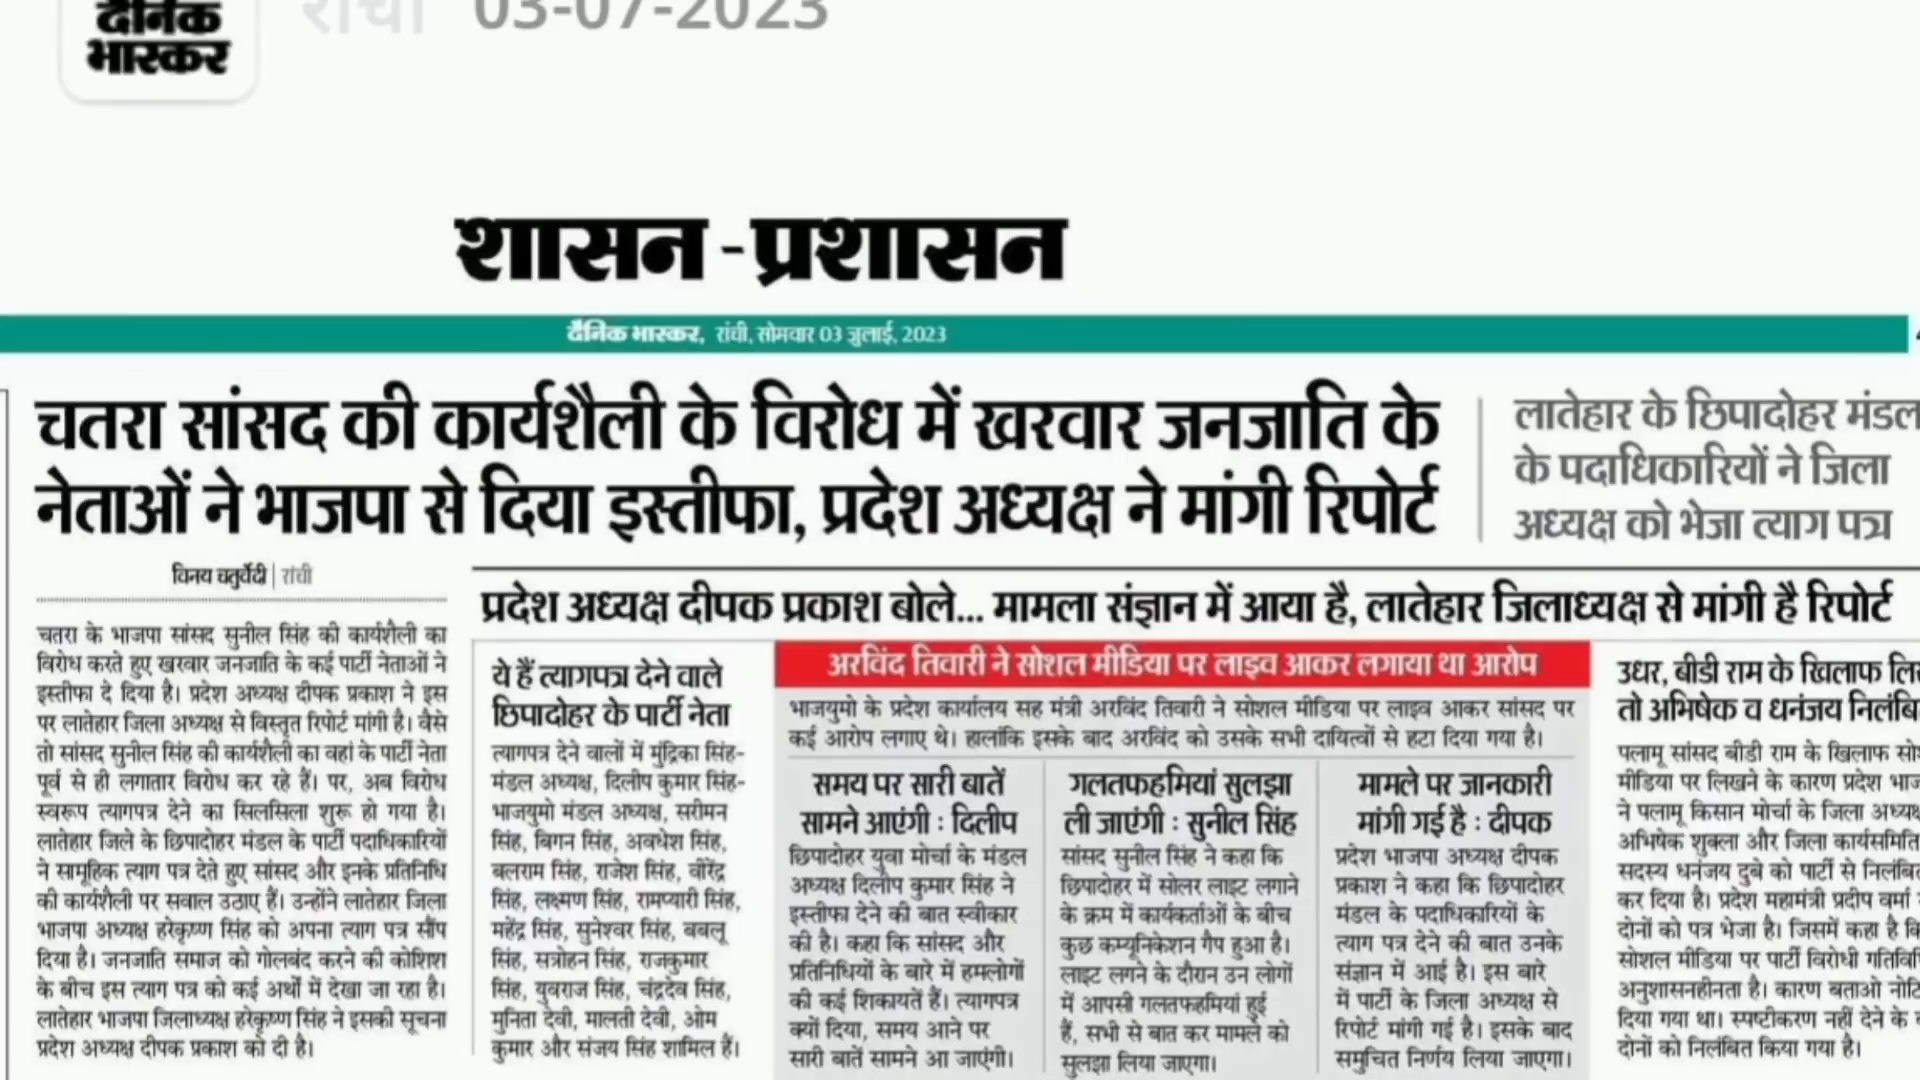 दैनिक
भास्कर
रांची 03-07-2023
शासन - प्रशासन
दैनिक भास्कर, रांची, सोमवार 03 जुलाई, 2023
चतरा सांसद की कार्यशैली के विरोध में खरवार जनजाति के
नेताओं ने भाजपा से दिया इस्तीफा, प्रदेश अध्यक्ष ने मांगी रिपोर्ट
लातेहार के छिपादोहर मंडल
के पदाधिकारियों ने जिला
अध्यक्ष को भेजा त्याग पत्र
विनय चतुर्वेदी | रांची
चतरा के भाजपा सांसद सुनील सिंह की कार्यशैली का
विरोध करते हुए खरवार जनजाति के कई पार्टी नेताओं ने
इस्तीफा दे दिया है। प्रदेश अध्यक्ष दीपक प्रकाश ने इस
पर लातेहार जिला अध्यक्ष से विस्तृत रिपोर्ट मांगी है। वैसे
तो सांसद सुनील सिंह की कार्यशैली का वहां के पार्टी नेता
पूर्व से ही लगातार विरोध कर रहे हैं। पर, अब विरोध
स्वरूप त्यागपत्र देने का सिलसिला शुरू हो गया है।
लातेहार जिले के छिपादोहर मंडल के पार्टी पदाधिकारियों
ने सामूहिक त्याग पत्र देते हुए सांसद और इनके प्रतिनिधि
की कार्यशैली पर सवाल उठाए हैं। उन्होंने लातेहार जिला
भाजपा अध्यक्ष हरेकृष्ण सिंह को अपना त्याग पत्र सौंप
दिया है। जनजाति समाज को गोलबंद करने की कोशिश
के बीच इस त्याग पत्र को कई अर्थों में देखा जा रहा है।
लातेहार भाजपा जिलाध्यक्ष हरेकृष्ण सिंह ने इसकी सूचना
प्रदेश अध्यक्ष दीपक प्रकाश को दी है।
प्रदेश अध्यक्ष दीपक प्रकाश बोले... मामला संज्ञान में आया है, लातेहार जिलाध्यक्ष से मांगी है रिपोर्ट
ये हैं त्यागपत्र देने वाले
छिपादोहर के पार्टी नेता
त्यागपत्र देने वालों में मुंद्रिका सिंह-
मंडल अध्यक्ष, दिलीप कुमार सिंह-
भाजयुमो मंडल अध्यक्ष, सरीमन
सिंह, बिगन सिंह, अवधेश सिंह,
बलराम सिंह, राजेश सिंह, वीरेंद्र
सिंह, लक्ष्मण सिंह, रामप्यारी सिंह,
महेंद्र सिंह, सुनेश्वर सिंह, बबलू
सिंह, सत्रोहन सिंह, राजकुमार
सिंह, युवराज सिंह, चंद्रदेव सिंह,
मुनिता देवी, मालती देवी, ओम
कुमार और संजय सिंह शामिल हैं।
अरविंद तिवारी ने सोशल मीडिया पर लाइव आकर लगाया था आरोप
भाजयुमो के प्रदेश कार्यालय सह मंत्री अरविंद तिवारी ने सोशल मीडिया पर लाइव आकर सांसद पर
कई आरोप लगाए थे। हालांकि इसके बाद अरविंद को उसके सभी दायित्वों से हटा दिया गया है।
समय पर सारी बातें
सामने आएंगी : दिलीप
छिपादोहर युवा मोर्चा के मंडल
अध्यक्ष दिलीप कुमार सिंह ने
इस्तीफा देने की बात स्वीकार
की है। कहा कि सांसद और
प्रतिनिधियों के बारे में हमलोगों
की कई शिकायतें हैं। त्यागपत्र
क्यों दिया, समय आने पर
सारी बातें सामने आ जाएंगी।
गलतफहमियां सुलझा
ली जाएंगी : सुनील सिंह
सांसद सुनील सिंह ने कहा कि
छिपादोहर में सोलर लाइट लगाने
के क्रम में कार्यकर्ताओं के बीच
कुछ कम्यूनिकेशन गैप हुआ है।
लाइट लगने के दौरान उन लोगों
में आपसी गलतफहमियां हुई
हैं, सभी से बात कर मामले को
सुलझा लिया जाएगा।
मामले पर जानकारी
मांगी गई है : दीपक
प्रदेश भाजपा अध्यक्ष दीपक
प्रकाश ने कहा कि छिपादोहर
मंडल के पदाधिकारियों के
त्याग पत्र देने की बात उनके
संज्ञान में आई है। इस बारे
में पार्टी के जिला अध्यक्ष से
रिपोर्ट मांगी गई है। इसके बाद
समुचित निर्णय लिया जाएगा।
उधर, बीडी राम के खिलाफ
तो अभिषेक व धनंजय
पलामू सांसद बीडी राम के खिलाफ
मीडिया पर लिखने के कारण प्रदेश
ने पलामू किसान मोर्चा के जिला अध्यक्ष
अभिषेक शुक्ला और जिला कार्यसमिति
सदस्य धनंजय दुबे को पार्टी से
कर दिया है। प्रदेश महामंत्री प्रदीप वर्मा
दोनों को पत्र भेजा है। जिसमें कहा है
सोशल मीडिया पर पार्टी विरोधी
अनुशासनहीनता है। कारण बताओ
दिया गया था। स्पष्टीकरण नहीं देने के
दोनों को निलंबित किया गया है।